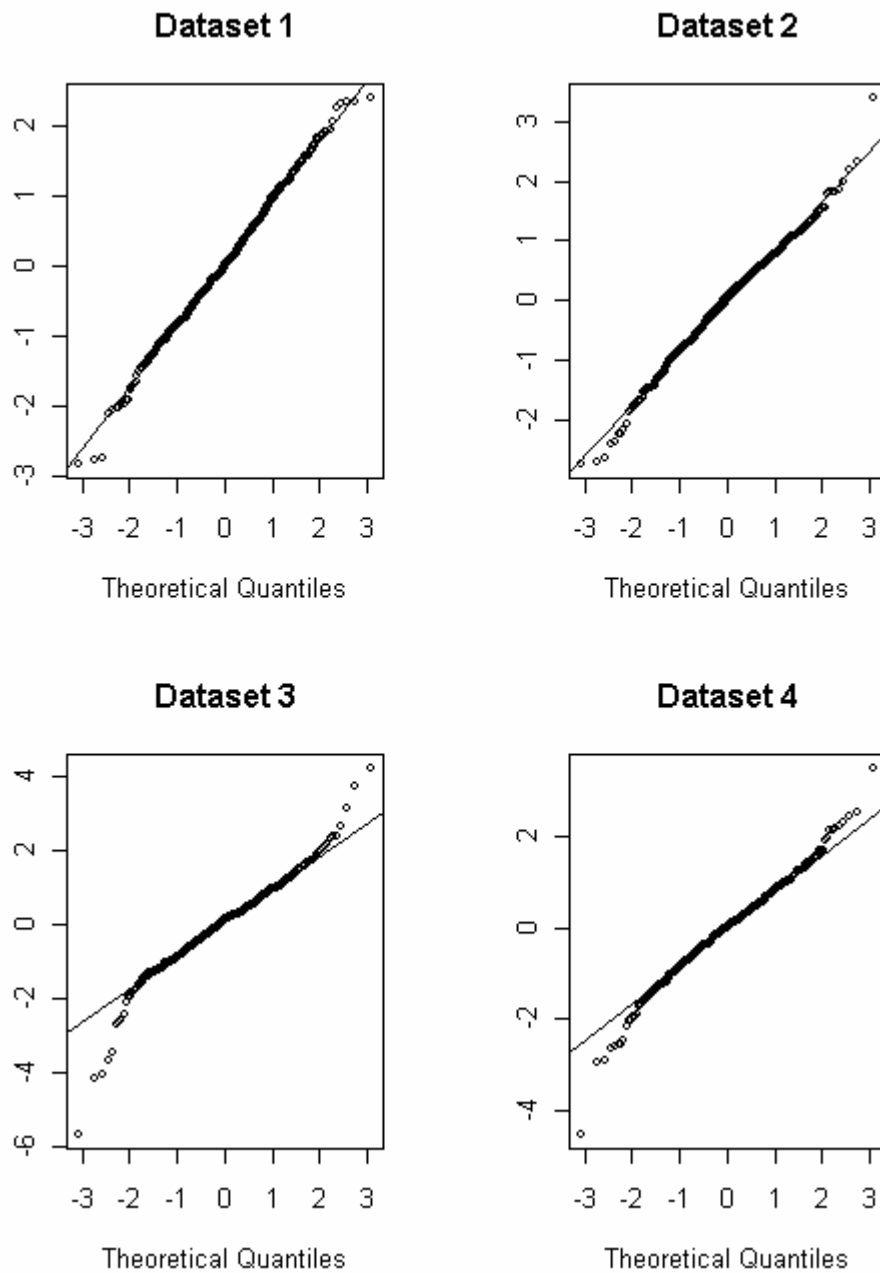 Dataset 1
2
1
0
-1
-2
-3
-3 -2 -1 0 1 2 3
Theoretical Quantiles
Dataset 2
3
2
1
0
-1
-2
-3 -2 -1 0 1 2 3
Theoretical Quantiles
Dataset 3
4
2
0
-2
-4
-6
-3 -2 -1 0 1 2 3
Theoretical Quantiles
Dataset 4
2
0
-2
-4
-3 -2 -1 0 1 2 3
Theoretical Quantiles